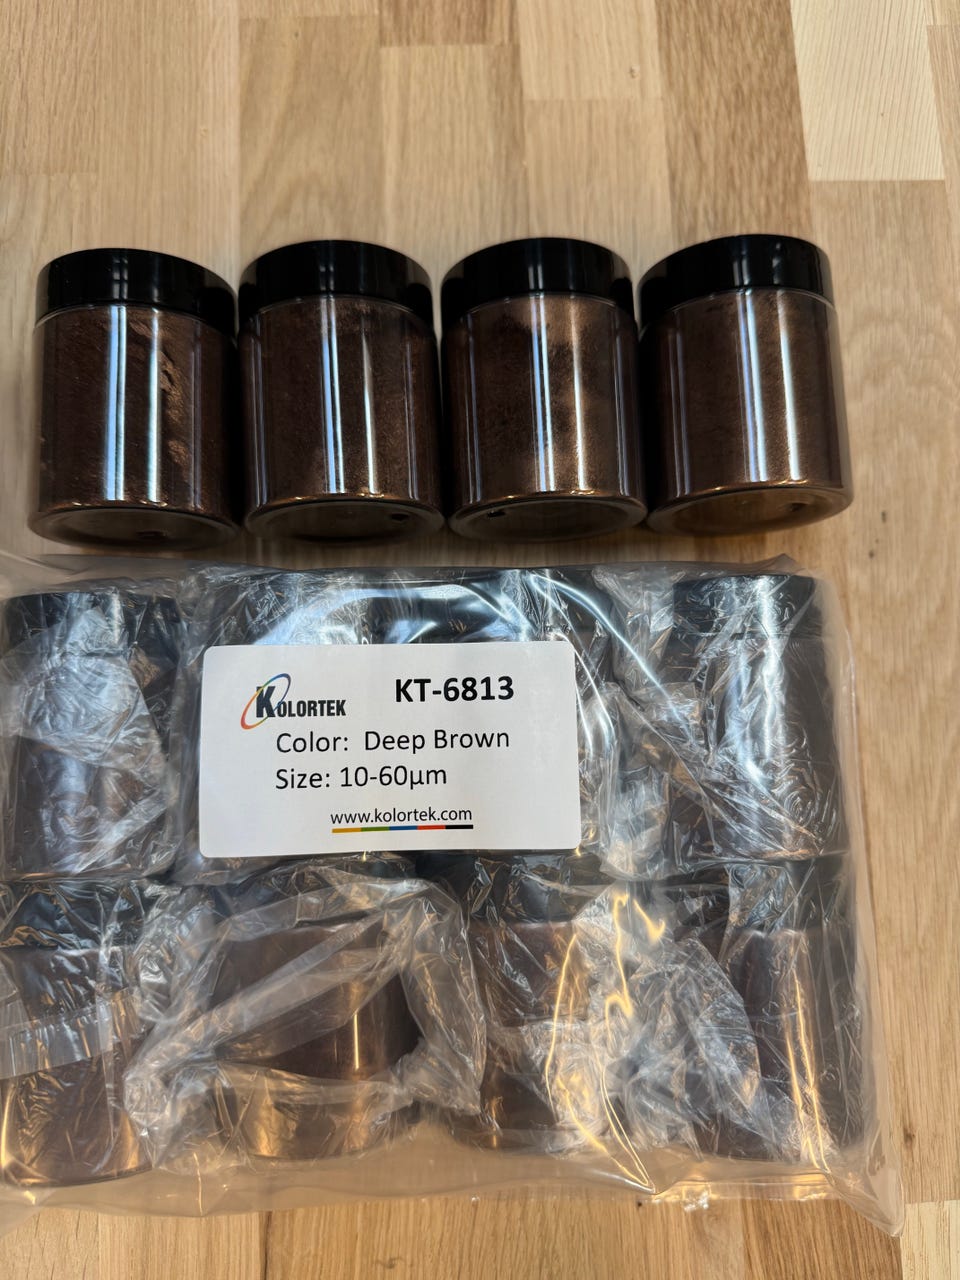 KOLORTEK
KT-6813
Color: Deep Brown
Size: 10-60μm
www.kolortek.com